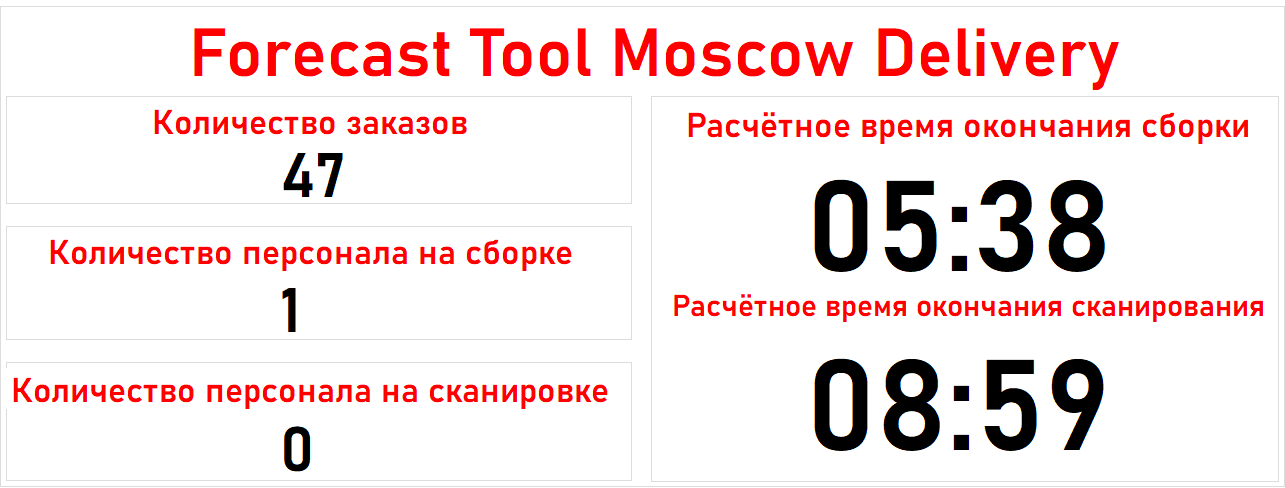 Forecast Tool Moscow Delivery
Количество заказов
47
Количество персонала на сборке
1
Количество персонала на сканировке
0
Расчётное время окончания сборки
05:38
Расчётное время окончания сканирования
08:59